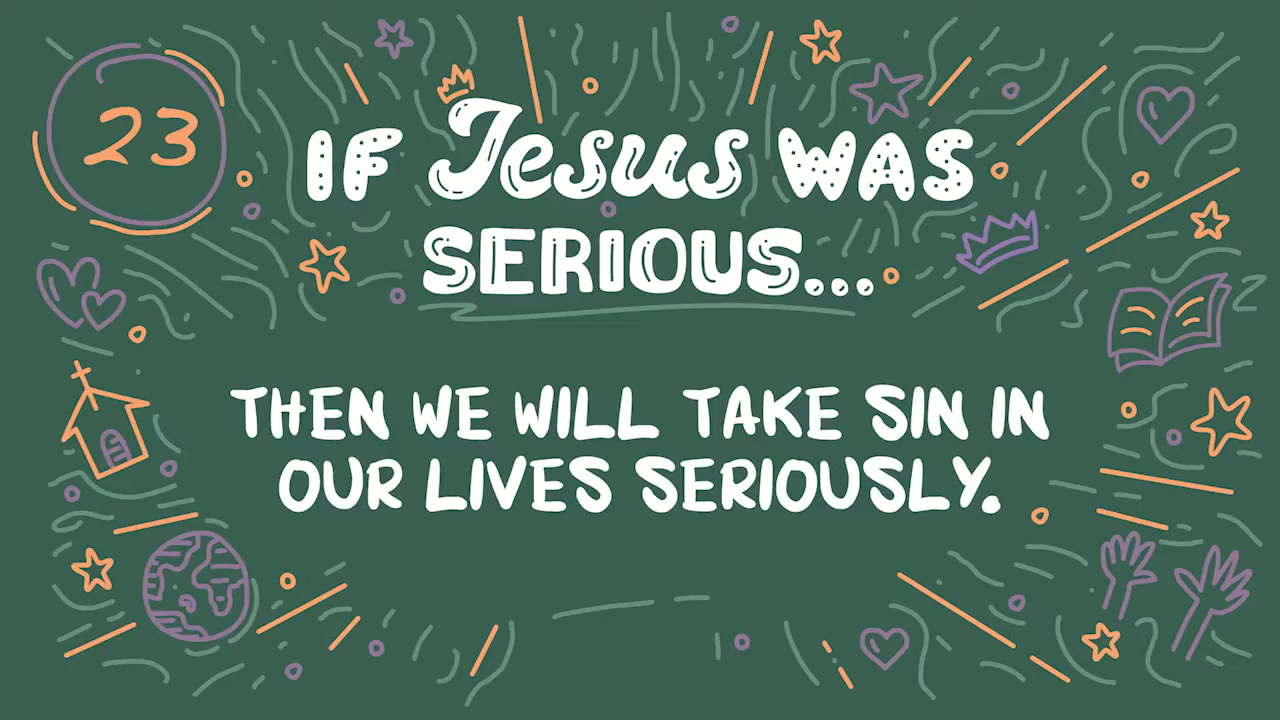 23
IF Jesus WAS
SERIOUS...
THEN WE WILL TAKE SIN IN
OUR LIVES SERIOUSLY.